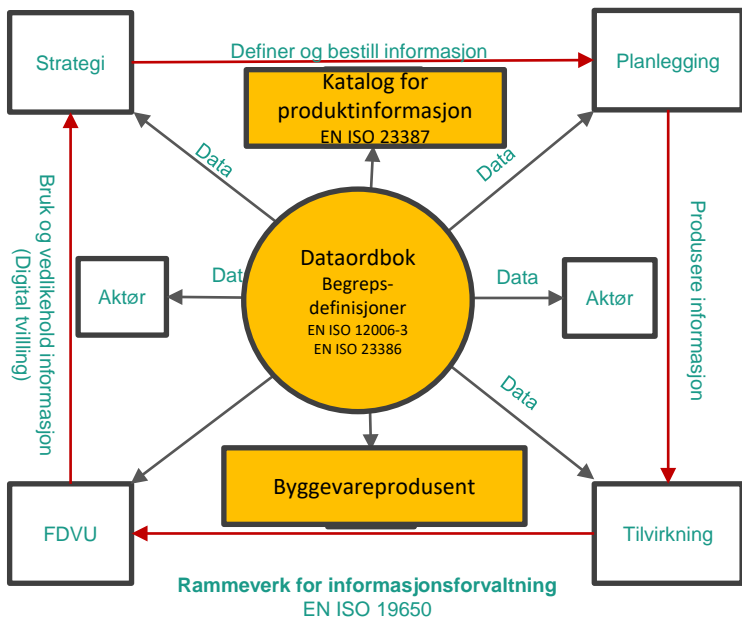 Definer og bestill informasjon
Strategi
Planlegging
Katalog for
produktinformasjon
EN ISO 23387
Data
Data
Bruk og vedlikehold informasjon
(Digital tvillling)
Produsere informasjon
Dataordbok
Begreps-
definisjoner
EN ISO 12006-3
EN ISO 23386
Aktør
Dat
Data
Aktør
Data
Byggevareprodusent
FDVU
Tilvirkning
Rammeverk for informasjonsforvaltning
EN ISO 19650